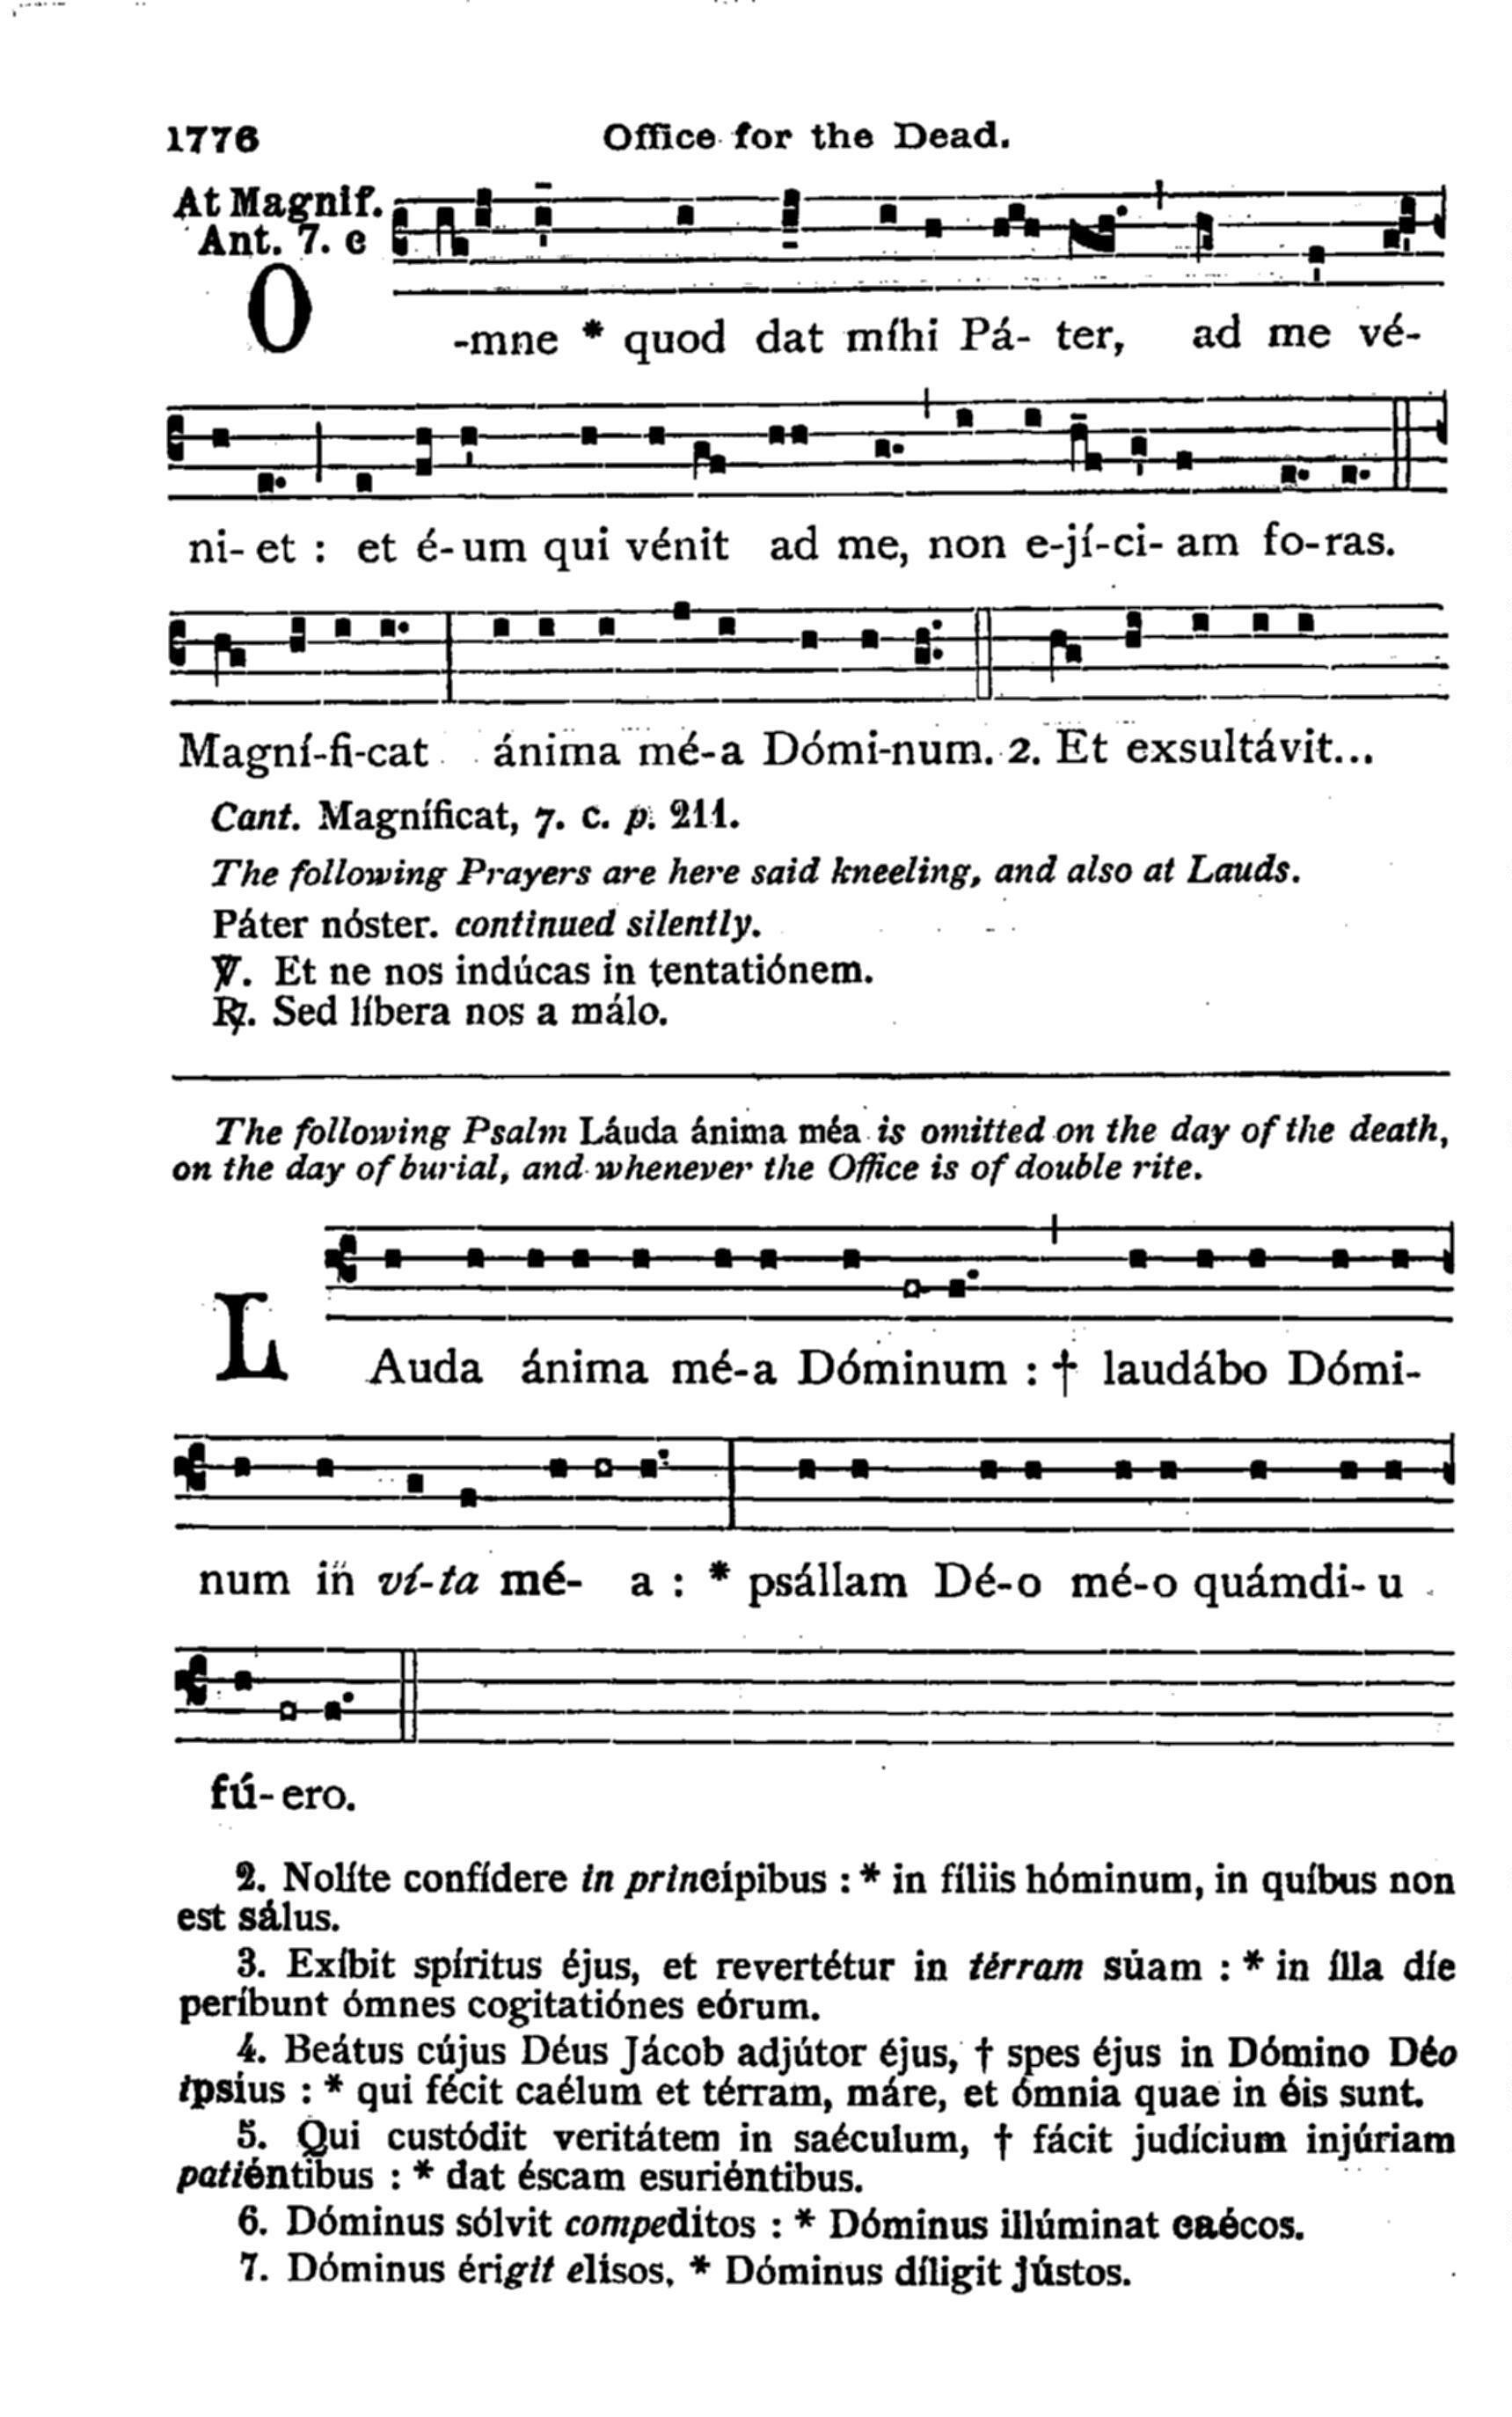 1776 Office for the Dead.
At Magnif.
Ant. 7. c
O -mne * quod dat míhi Pá- ter, ad me vé-
ni- et : et é-um qui vénit ad me, non e-jí-ci- am fo-ras.
Magní-fi-cat ánima mé-a Dómi-num. 2. Et exsultávit...
Cant. Magníficat, 7. c. p. 211.
The following Prayers are here said kneeling, and also at Lauds.
Páter nóster. continued silently.
℣. Et ne nos indúcas in tentatiónem.
℟. Sed líbera nos a málo.
The following Psalm Láuda ánima méa is omitted on the day of the death,
on the day of burial, and whenever the Office is of double rite.
L Auda ánima mé-a Dóminum : † laudábo Dómi-
num in ví-ta mé- a : * psállam Dé-o mé-o quámdi- u
fú- ero.
2. Nolíte confídere in princípibus : * in fíliis hóminum, in quíbus non
est sálus.
3. Exíbit spíritus éjus, et revertétur in térram súam : * in ílla díe
períbunt ómnes cogitatiónes eórum.
4. Beátus cújus Déus Jácob adjútor éjus, † spes éjus in Dómino Déo
ipsíus : * qui fécit caélum et térram, máre, et ómnia quae in éis sunt.
5. Qui custódit veritátem in saéculum, † fácit judícium injúriam
patiéntibus : * dat éscam esuriéntibus.
6. Dóminus sólvit compeditos : * Dóminus illúminat caécos.
7. Dóminus érigit elísos, * Dóminus díligit jústos.